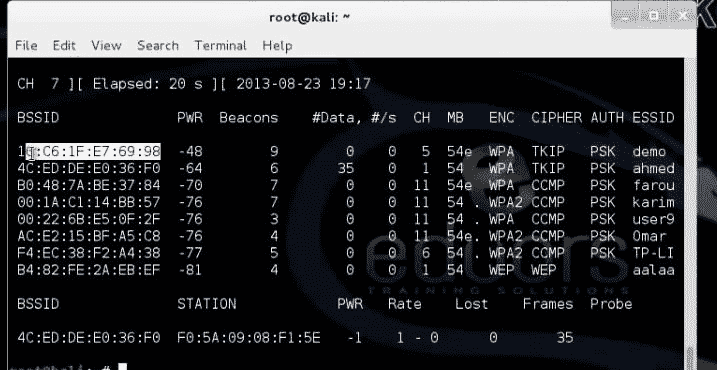 root@kali: ~
File Edit View Search Terminal Help
CH 7 ][ Elapsed: 20 s ][ 2013-08-23 19:17
BSSID PWR Beacons #Data, #/s CH MB ENC CIPHER AUTH ESSID
:C6:1F:E7:69:98 -48 9 0 0 5 54e WPA TKIP PSK demo
4C:ED:DE:E0:36:F0 -64 6 35 0 1 54 WPA TKIP PSK ahmed
B0:48:7A:BE:37:84 -70 7 0 0 11 54e WPA CCMP PSK farou
00:1A:C1:14:BB:57 -76 7 0 0 11 54 . WPA2 CCMP PSK karim
00:22:6B:E5:0F:2F -76 3 0 0 11 54 . WPA2 CCMP PSK user9
AC:E2:15:BF:A5:C8 -76 4 0 0 11 54e. WPA2 CCMP PSK Omar
F4:EC:38:F2:A4:38 -77 5 0 0 6 54 . WPA2 CCMP PSK TP-LI
B4:82:FE:2A:EB:EF -81 4 0 0 1 54 WEP WEP aalaa
eduors
TRAINING SOLUTIONS
BSSID STATION PWR Rate Lost Frames Probe
4C:ED:DE:E0:36:F0 F0:5A:09:08:F1:5E -1 1 - 0 0 35
root@kali: ~#